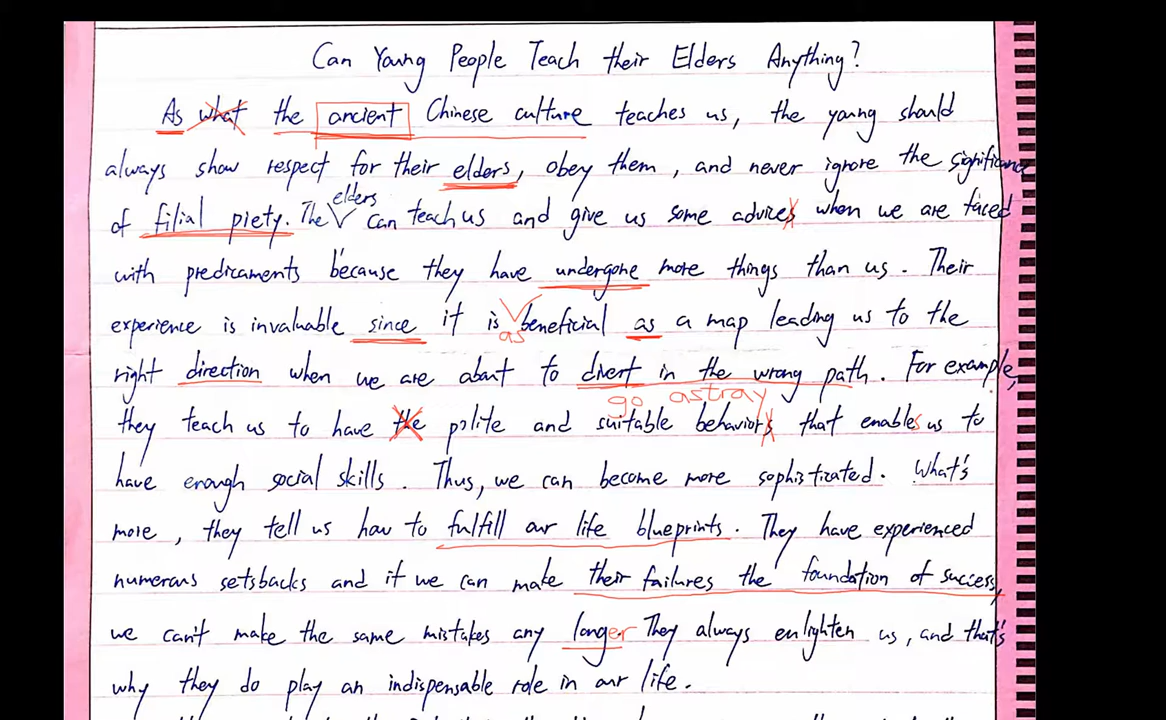 Can Young People Teach their Elders Anything?
As what the ancient Chinese culture teaches us, the young should
always show respect for their elders, obey them, and never ignore the significance
elders
of filial piety. The can teach us and give us some advices when we are faced
with predicaments because they have undergone more things than us. Their
experience is invaluable since it is beneficial as a map leading us to the
as
right direction when we are about to divert in the wrong path. For example,
go astray
they teach us to have the polite and suitable behaviors that enables us to
have enough social skills. Thus, we can become more sophisticated. What's
more, they tell us how to fulfill our life blueprints. They have experienced
numerous setsbacks and if we can make their failures the foundation of success,
we can't make the same mistakes any longer They always enlighten us, and that's
why they do play an indispensable role in our life.